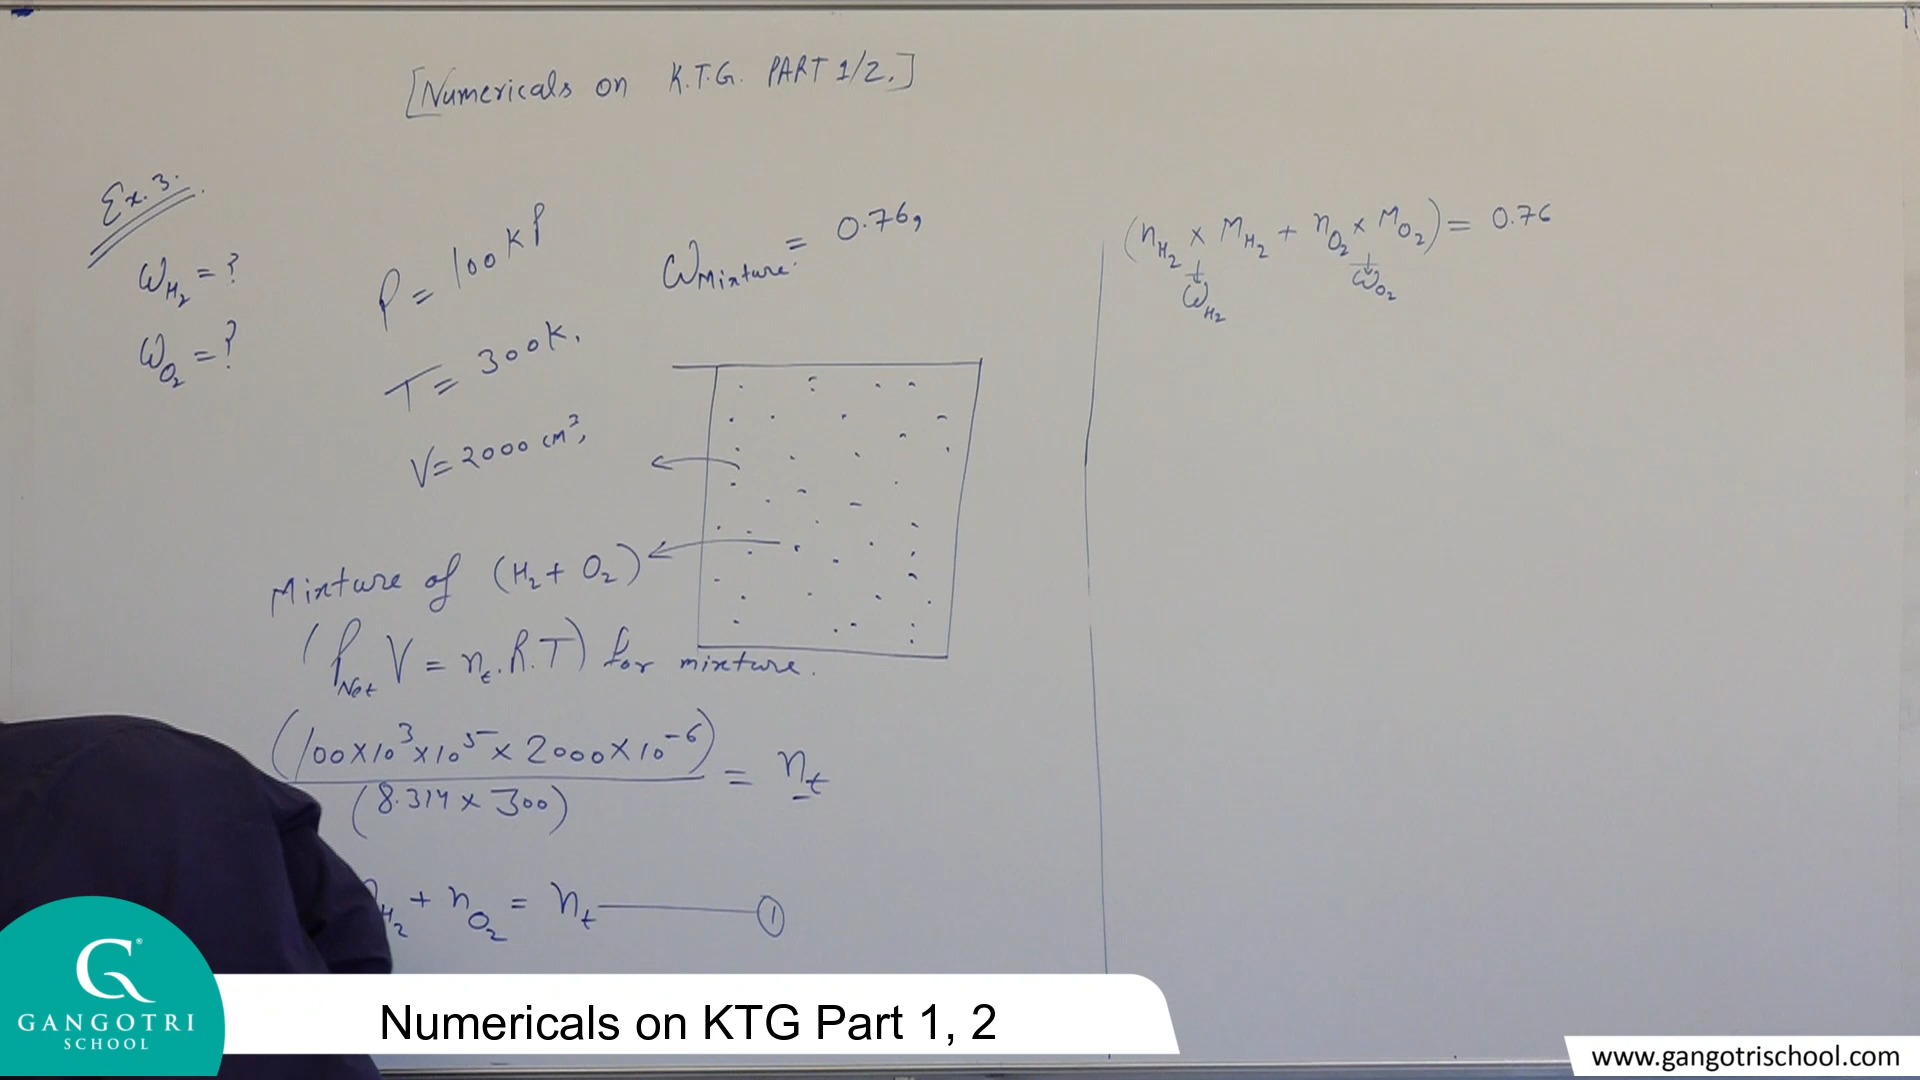 [Numericals on K.T.G. PART 1/2.]
Ex. 3.
ω_H₂ = ?
ω_O₂ = ?
P = 100 kP
T = 300 K.
V = 2000 cm³,
ω_Mixture = 0.76,
Mixture of (H₂ + O₂)
(P_Net V = n_t . R.T) for mixture.
(100×10³×10⁵ × 2000×10⁻⁶) / (8.314 × 300) = n_t
H₂ + n_O₂ = n_t ——— ①
(n_H₂ × M_H₂ + n_O₂ × M_O₂) = 0.76
ω_H₂ ω_O₂
GANGOTRI
SCHOOL
Numericals on KTG Part 1, 2
www.gangotrischool.com